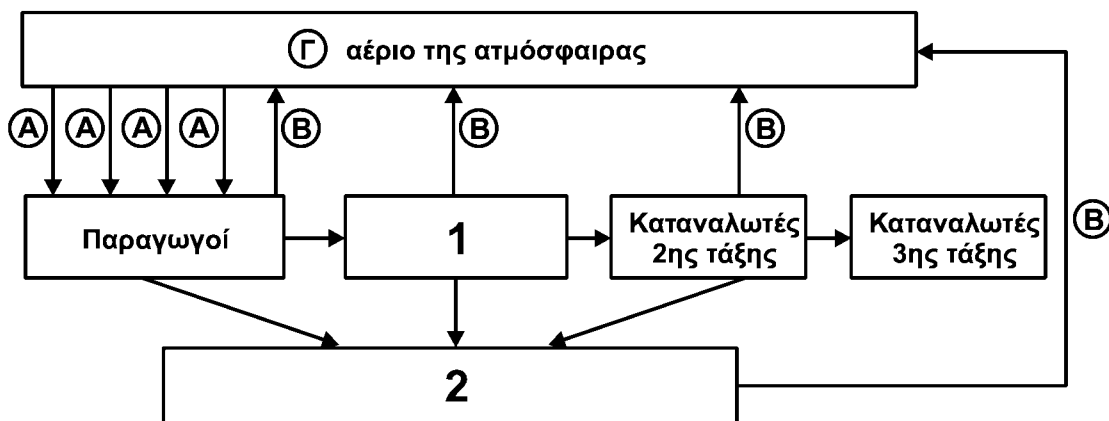 Γ αέριο της ατμόσφαιρας
Α Α Α Α Β Β Β
Παραγωγοί
1
Καταναλωτές
2ης τάξης
Καταναλωτές
3ης τάξης
Β
2